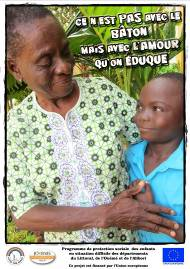 CE N'EST PAS AVEC LE
BÂTON
MAIS AVEC L'AMOUR
QU'ON ÉDUQUE
Programme de protection sociale des enfants
en situation difficile des départements
du Littoral, de l'Ouémé et de l'Alibori
Ce projet est financé par l'Union européenne